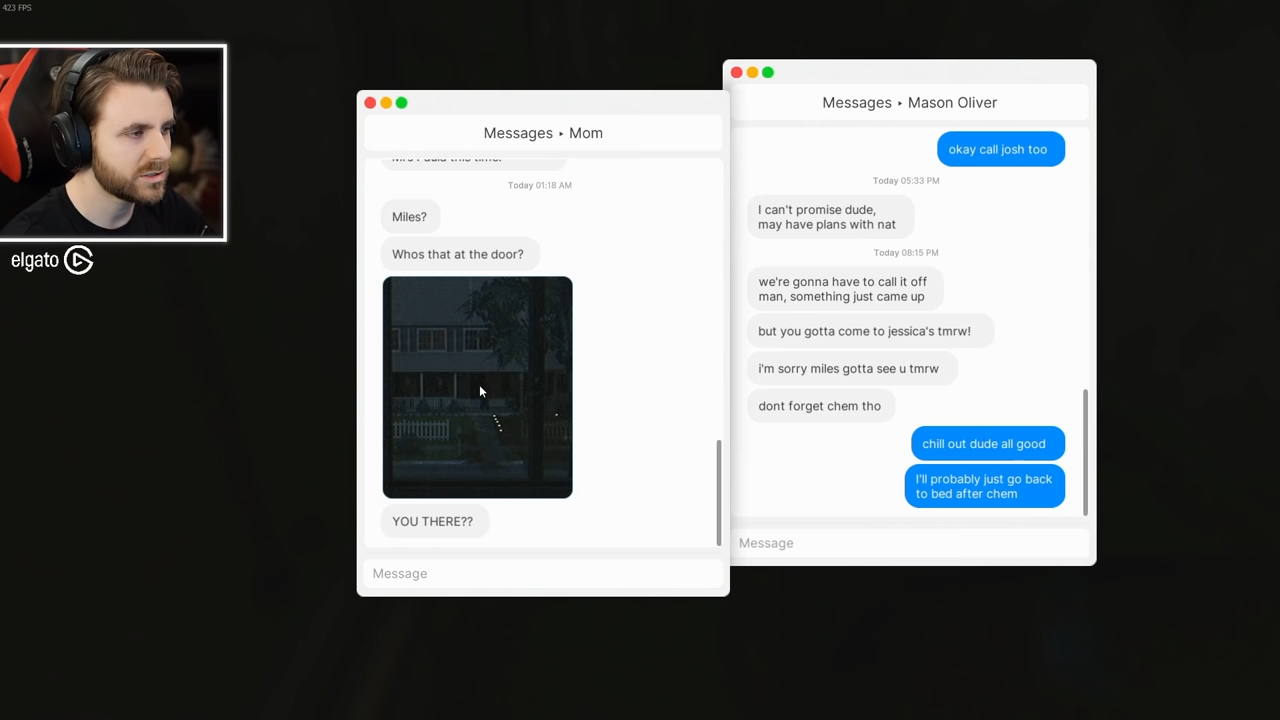 423 FPS
elgato
Messages ▸ Mom
Today 01:18 AM
Miles?
Whos that at the door?
YOU THERE??
Message
Messages ▸ Mason Oliver
okay call josh too
Today 05:33 PM
I can't promise dude,
may have plans with nat
Today 08:15 PM
we're gonna have to call it off
man, something just came up
but you gotta come to jessica's tmrw!
i'm sorry miles gotta see u tmrw
dont forget chem tho
chill out dude all good
I'll probably just go back
to bed after chem
Message